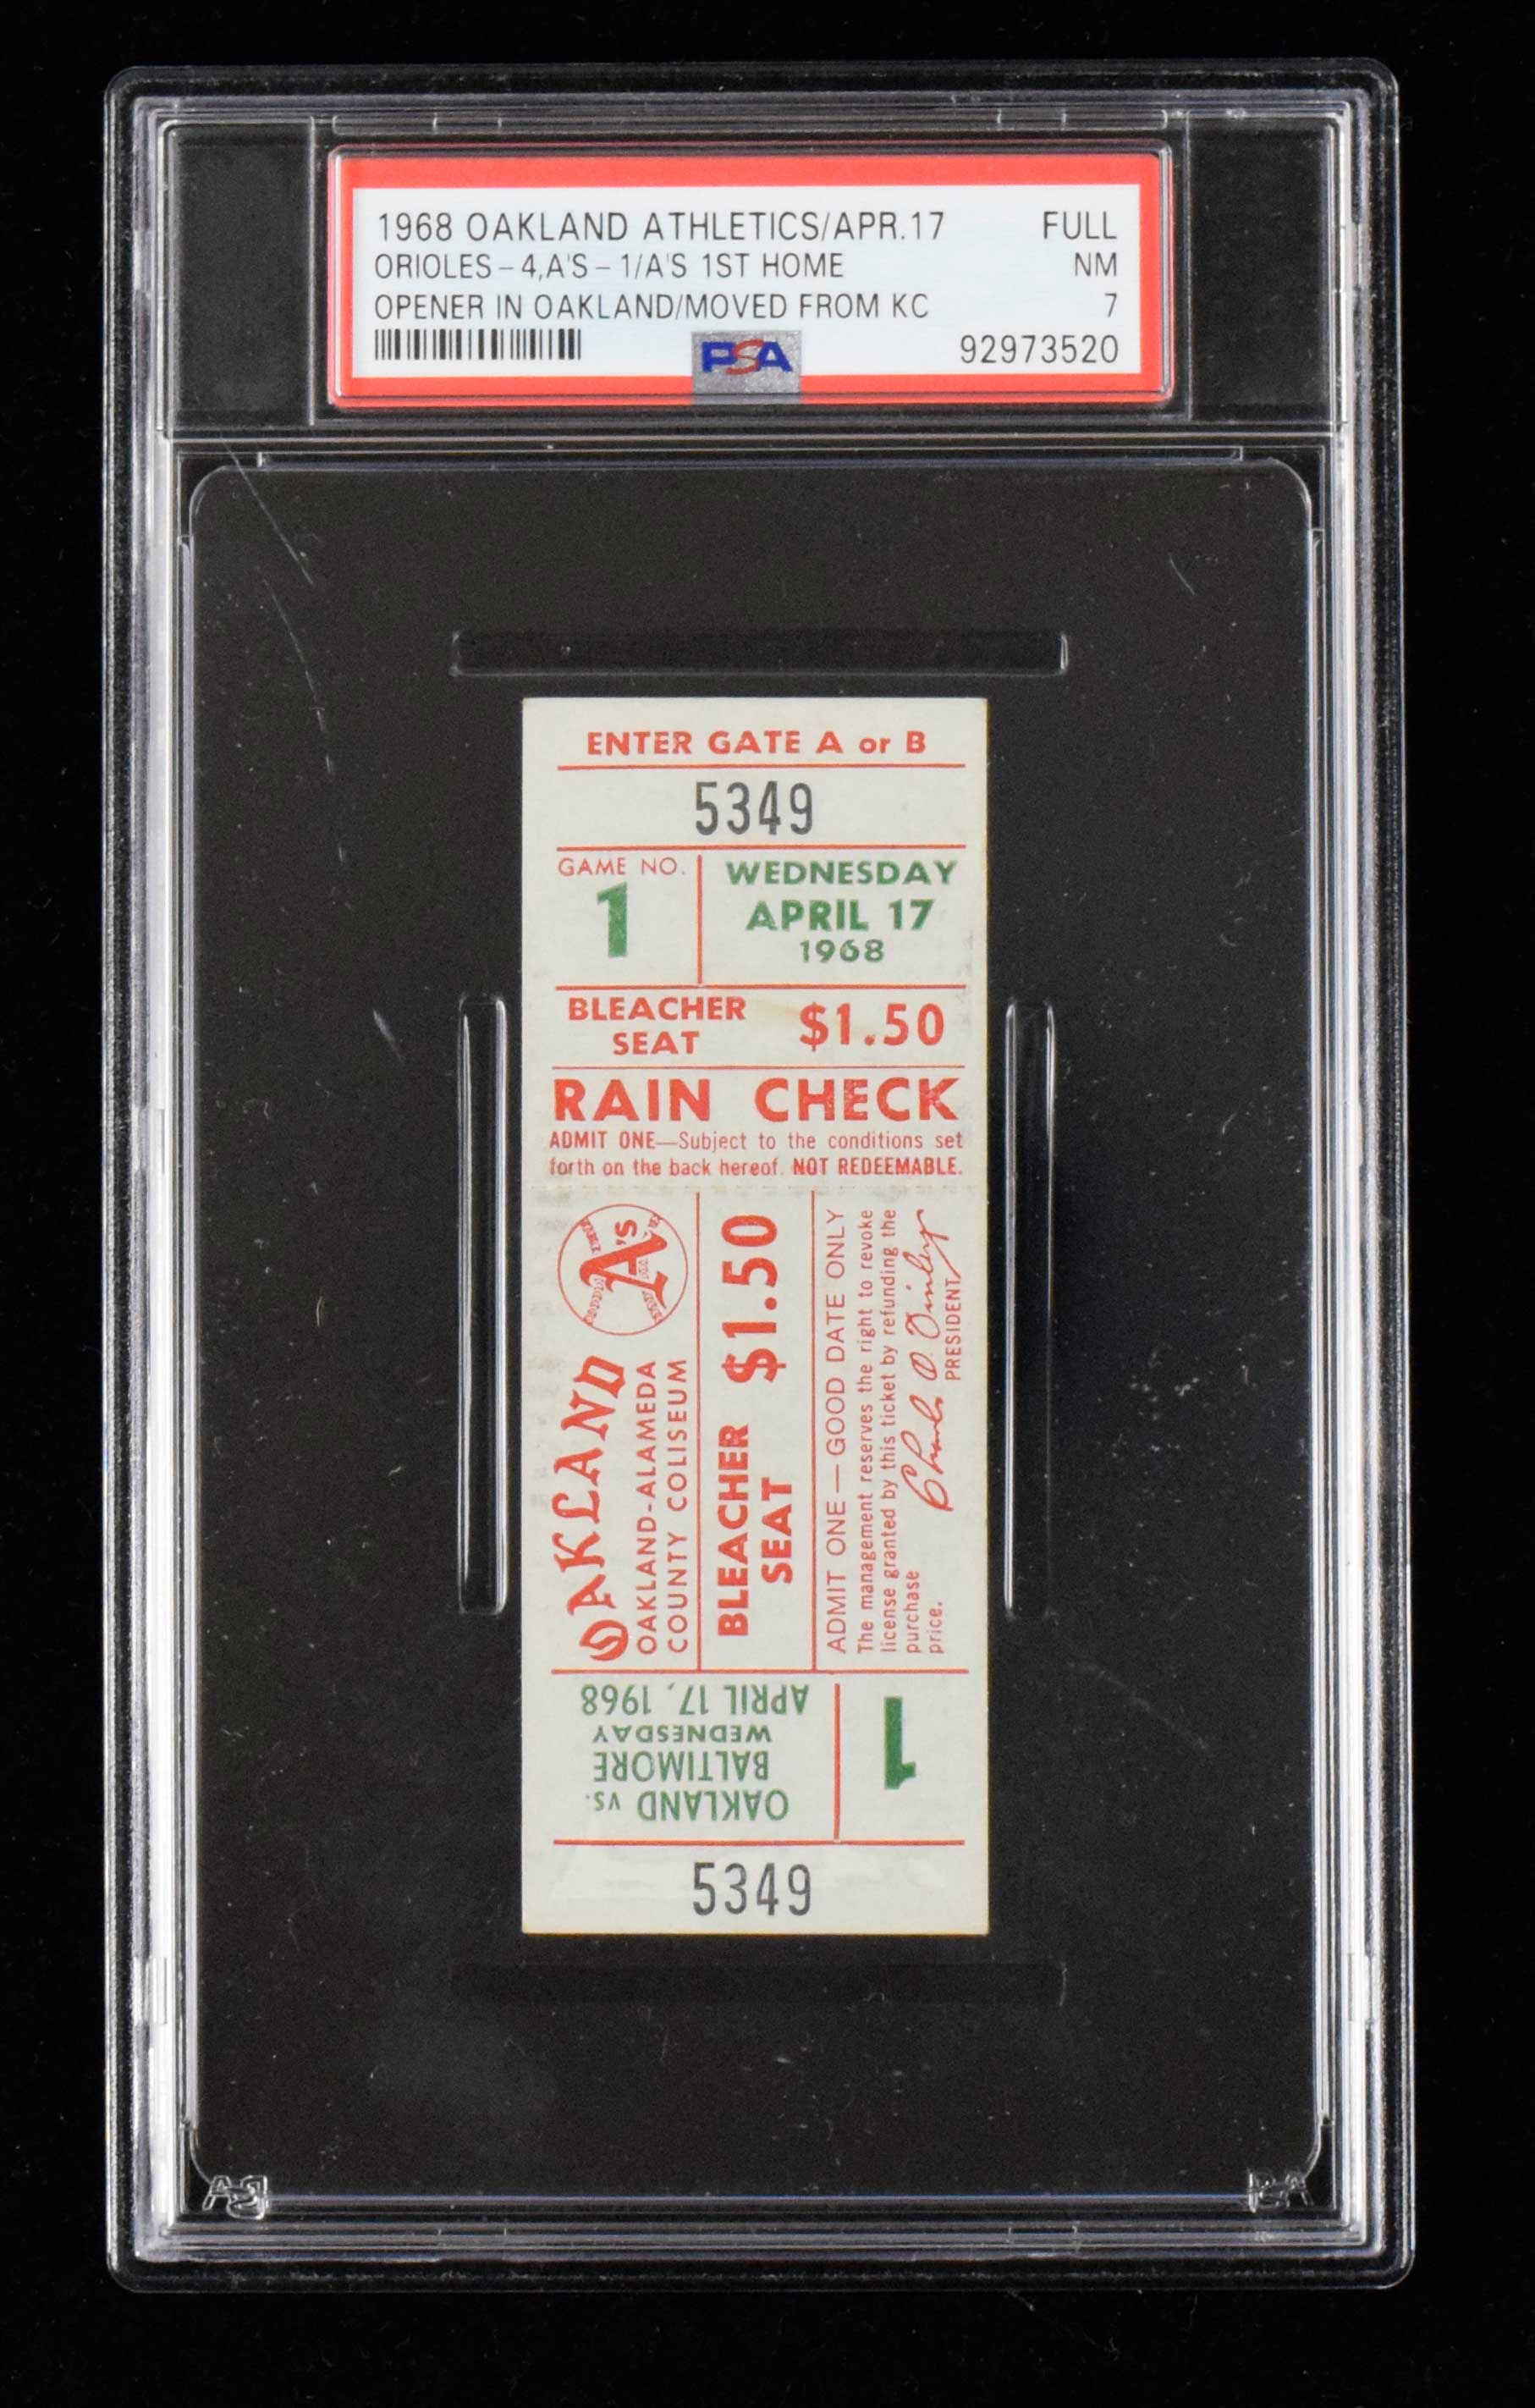 1968 OAKLAND ATHLETICS/APR.17 FULL
ORIOLES-4,A'S-1/A'S 1ST HOME NM
OPENER IN OAKLAND/MOVED FROM KC 7
PSA 92973520
ENTER GATE A or B
5349
GAME NO.
1
WEDNESDAY
APRIL 17
1968
BLEACHER
SEAT
$1.50
RAIN CHECK
ADMIT ONE—Subject to the conditions set
forth on the back hereof. NOT REDEEMABLE.
A's
OAKLAND
OAKLAND-ALAMEDA
COUNTY COLISEUM
BLEACHER
SEAT
$1.50
ADMIT ONE — GOOD DATE ONLY
The management reserves the right to revoke
license granted by this ticket by refunding the
purchase
price.
Charles O. Finley
PRESIDENT
OAKLAND vs.
BALTIMORE
WEDNESDAY
APRIL 17, 1968
1
5349
PSA
PSA